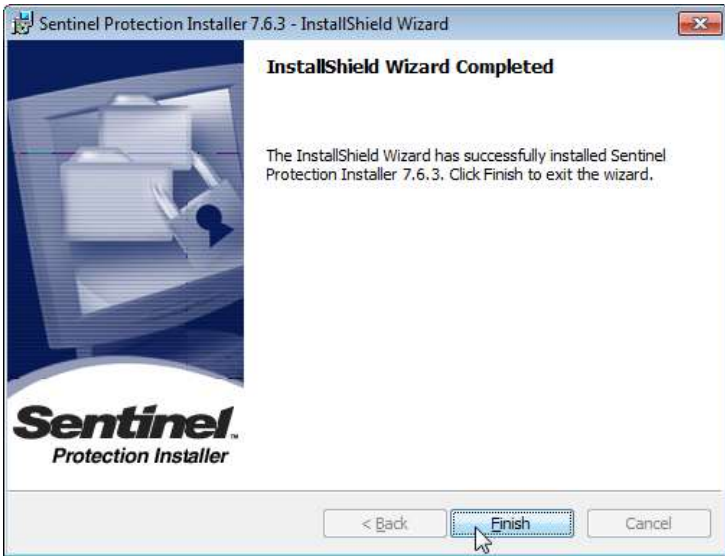 Sentinel Protection Installer 7.6.3 - InstallShield Wizard
InstallShield Wizard Completed
The InstallShield Wizard has successfully installed Sentinel
Protection Installer 7.6.3. Click Finish to exit the wizard.
Sentinel™
Protection Installer
< Back
Finish
Cancel